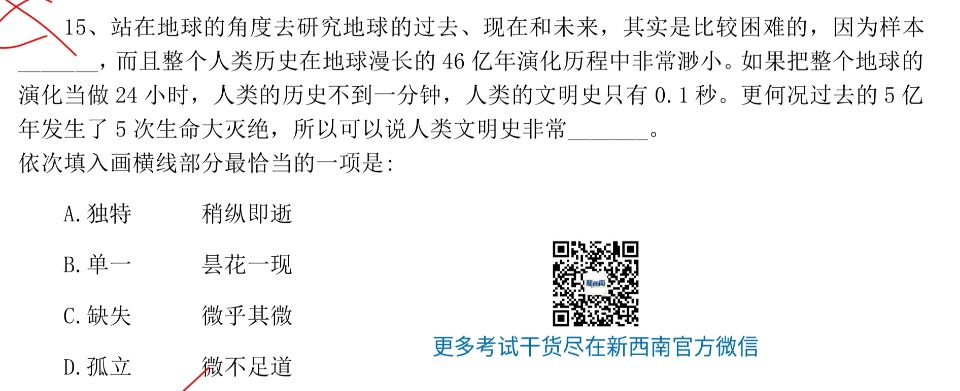 15、站在地球的角度去研究地球的过去、现在和未来，其实是比较困难的，因为样本
_______，而且整个人类历史在地球漫长的 46 亿年演化历程中非常渺小。如果把整个地球的
演化当做 24 小时，人类的历史不到一分钟，人类的文明史只有 0.1 秒。更何况过去的 5 亿
年发生了 5 次生命大灭绝，所以可以说人类文明史非常_______。
依次填入画横线部分最恰当的一项是:
A.独特 稍纵即逝
B.单一 昙花一现
C.缺失 微乎其微
D.孤立 微不足道
更多考试干货尽在新西南官方微信